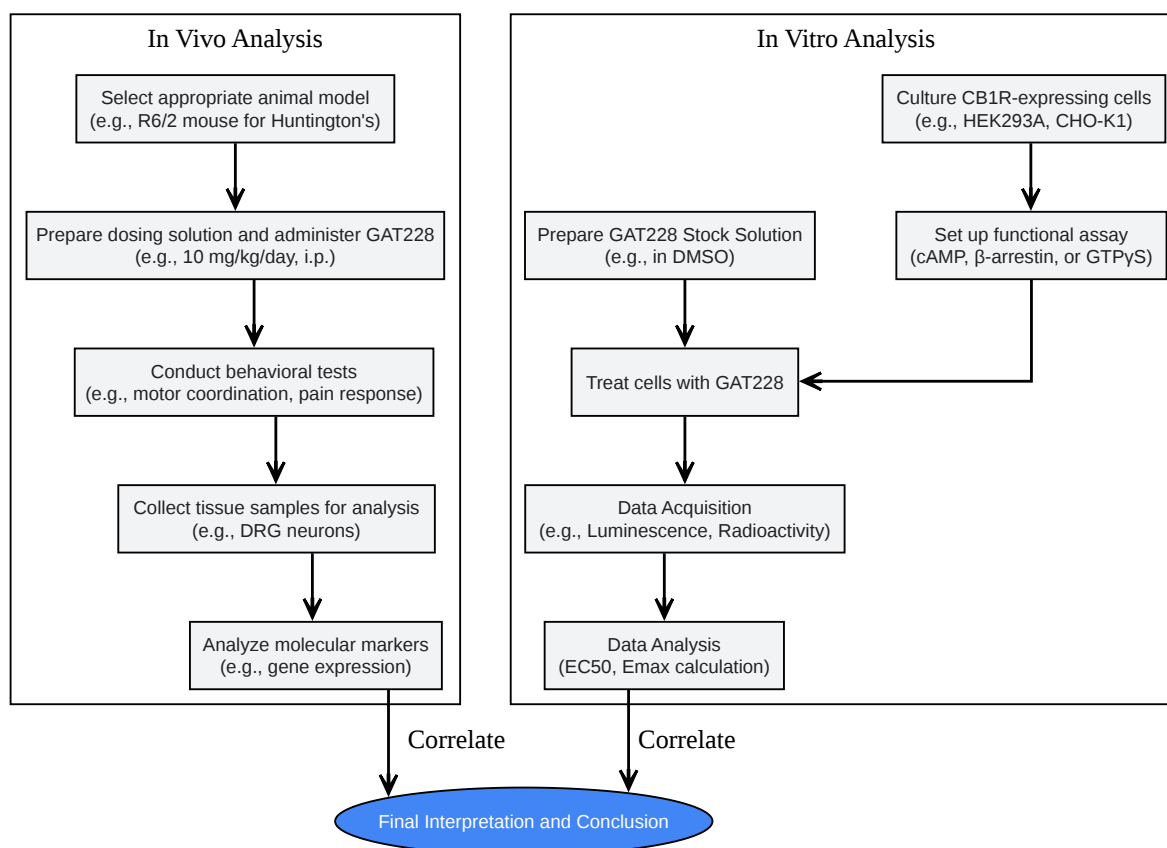 In Vivo Analysis
Select appropriate animal model
(e.g., R6/2 mouse for Huntington's)
Prepare dosing solution and administer GAT228
(e.g., 10 mg/kg/day, i.p.)
Conduct behavioral tests
(e.g., motor coordination, pain response)
Collect tissue samples for analysis
(e.g., DRG neurons)
Analyze molecular markers
(e.g., gene expression)
Correlate
In Vitro Analysis
Culture CB1R-expressing cells
(e.g., HEK293A, CHO-K1)
Prepare GAT228 Stock Solution
(e.g., in DMSO)
Set up functional assay
(cAMP, β-arrestin, or GTPγS)
Treat cells with GAT228
Data Acquisition
(e.g., Luminescence, Radioactivity)
Data Analysis
(EC50, Emax calculation)
Correlate
Final Interpretation and Conclusion